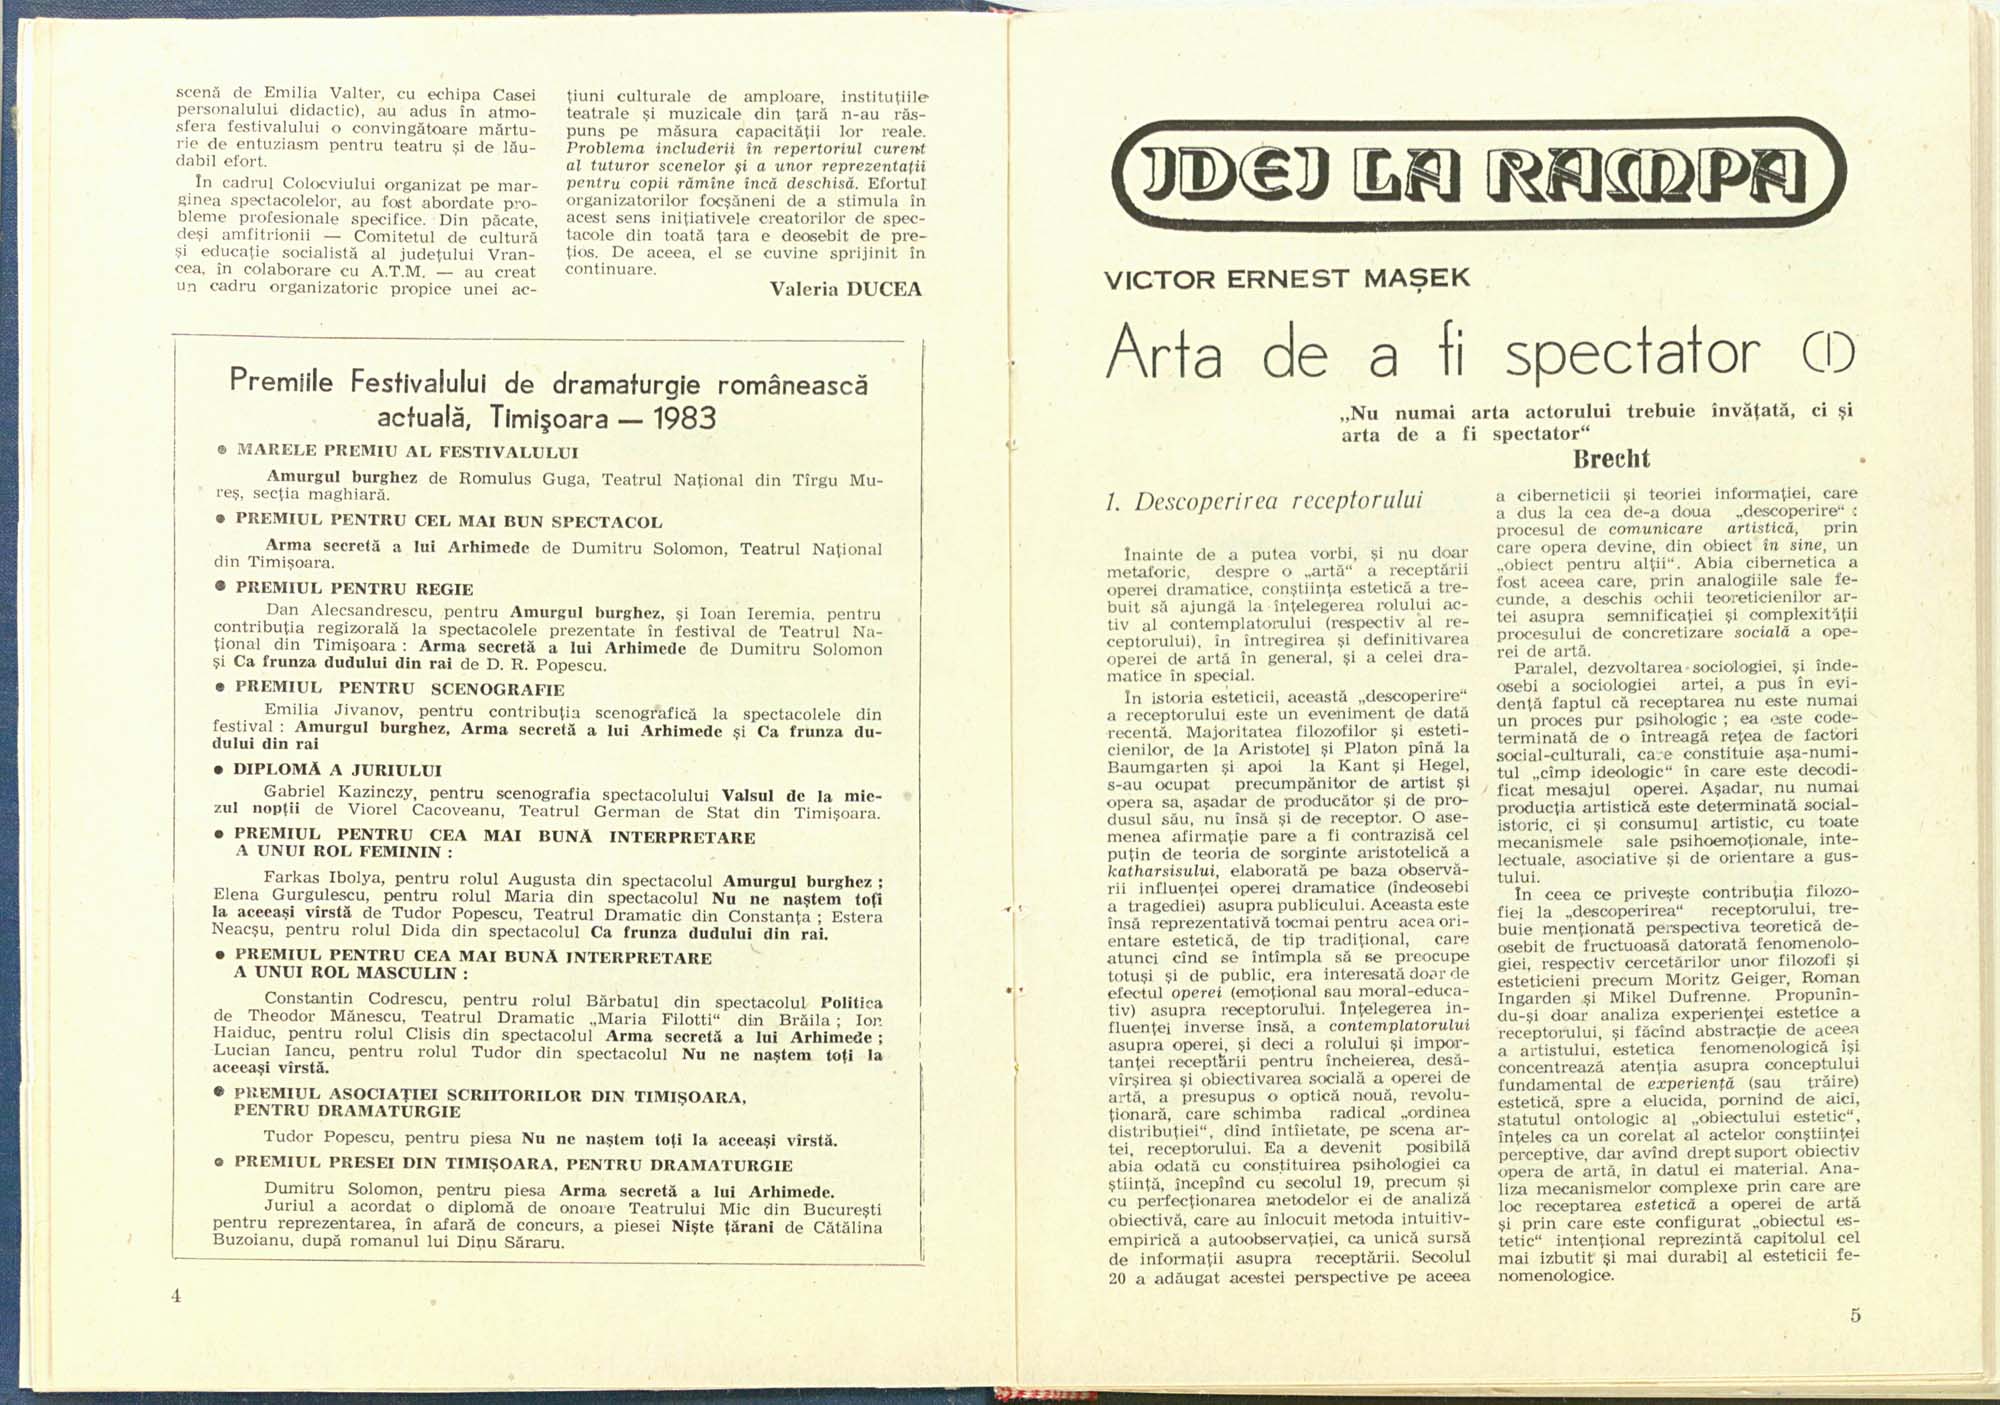 scenă de Emilia Valter, cu echipa Casei
personalului didactic), au adus în atmo-
sfera festivalului o convingătoare mărtu-
rie de entuziasm pentru teatru și de lău-
dabil efort.
În cadrul Colocviului organizat pe mar-
ginea spectacolelor, au fost abordate pro-
bleme profesionale specifice. Din păcate,
deși amfitrionii — Comitetul de cultură
și educație socialistă al județului Vran-
cea, în colaborare cu A.T.M. — au creat
un cadru organizatoric propice unei ac-
țiuni culturale de amploare, instituțiile
teatrale și muzicale din țară n-au răs-
puns pe măsura capacității lor reale.
Problema includerii în repertoriul curent
al tuturor scenelor și a unor reprezentații
pentru copii rămîne încă deschisă. Efortul
organizatorilor focșăneni de a stimula în
acest sens inițiativele creatorilor de spec-
tacole din toată țara e deosebit de pre-
țios. De aceea, el se cuvine sprijinit în
continuare.
Valeria DUCEA
Premiile Festivalului de dramaturgie românească
actuală, Timișoara — 1983
• MARELE PREMIU AL FESTIVALULUI
Amurgul burghez de Romulus Guga, Teatrul Național din Tîrgu Mu-
reș, secția maghiară.
• PREMIUL PENTRU CEL MAI BUN SPECTACOL
Arma secretă a lui Arhimede de Dumitru Solomon, Teatrul Național
din Timișoara.
• PREMIUL PENTRU REGIE
Dan Alecsandrescu, pentru Amurgul burghez, și Ioan Ieremia, pentru
contribuția regizorală la spectacolele prezentate în festival de Teatrul Na-
țional din Timișoara : Arma secretă a lui Arhimede de Dumitru Solomon
și Ca frunza dudului din rai de D. R. Popescu.
• PREMIUL PENTRU SCENOGRAFIE
Emilia Jivanov, pentru contribuția scenografică la spectacolele din
festival : Amurgul burghez, Arma secretă a lui Arhimede și Ca frunza du-
dului din rai
• DIPLOMĂ A JURIULUI
Gabriel Kazinczy, pentru scenografia spectacolului Valsul de la mie-
zul nopții de Viorel Cacoveanu, Teatrul German de Stat din Timișoara.
• PREMIUL PENTRU CEA MAI BUNĂ INTERPRETARE
A UNUI ROL FEMININ :
Farkas Ibolya, pentru rolul Augusta din spectacolul Amurgul burghez ;
Elena Gurgulescu, pentru rolul Maria din spectacolul Nu ne naștem toți
la aceeași vîrstă de Tudor Popescu, Teatrul Dramatic din Constanța ; Estera
Neacșu, pentru rolul Dida din spectacolul Ca frunza dudului din rai.
• PREMIUL PENTRU CEA MAI BUNĂ INTERPRETARE
A UNUI ROL MASCULIN :
Constantin Codrescu, pentru rolul Bărbatul din spectacolul Politica
de Theodor Mănescu, Teatrul Dramatic „Maria Filotti“ din Brăila ; Ion
Haiduc, pentru rolul Clisis din spectacolul Arma secretă a lui Arhimede ;
Lucian Iancu, pentru rolul Tudor din spectacolul Nu ne naștem toți la
aceeași vîrstă.
• PREMIUL ASOCIAȚIEI SCRIITORILOR DIN TIMIȘOARA,
PENTRU DRAMATURGIE
Tudor Popescu, pentru piesa Nu ne naștem toți la aceeași vîrstă.
• PREMIUL PRESEI DIN TIMIȘOARA, PENTRU DRAMATURGIE
Dumitru Solomon, pentru piesa Arma secretă a lui Arhimede.
Juriul a acordat o diplomă de onoare Teatrului Mic din București
pentru reprezentarea, în afară de concurs, a piesei Niște țărani de Cătălina
Buzoianu, după romanul lui Dinu Săraru.
4
IDEI LA RAMPA
VICTOR ERNEST MAȘEK
Arta de a fi spectator (I)
„Nu numai arta actorului trebuie învățată, ci și
arta de a fi spectator“
Brecht
1. Descoperirea receptorului
Înainte de a putea vorbi, și nu doar
metaforic, despre o „artă“ a receptării
operei dramatice, conștiința estetică a tre-
buit să ajungă la înțelegerea rolului ac-
tiv al contemplatorului (respectiv al re-
ceptorului), în întregirea și definitivarea
operei de artă în general, și a celei dra-
matice în special.
În istoria esteticii, această „descoperire“
a receptorului este un eveniment de dată
recentă. Majoritatea filozofilor și esteti-
cienilor, de la Aristotel și Platon pînă la
Baumgarten și apoi la Kant și Hegel,
s-au ocupat precumpănitor de artist și
opera sa, așadar de producător și de pro-
dusul său, nu însă și de receptor. O ase-
menea afirmație pare a fi contrazisă cel
puțin de teoria de sorginte aristotelică a
katharsisului, elaborată pe baza observă-
rii influenței operei dramatice (îndeosebi
a tragediei) asupra publicului. Aceasta este
însă reprezentativă tocmai pentru acea ori-
entare estetică, de tip tradițional, care
atunci cînd se întîmpla să se preocupe
totuși și de public, era interesată doar de
efectul operei (emoțional sau moral-educa-
tiv) asupra receptorului. Înțelegerea in-
fluenței inverse însă, a contemplatorului
asupra operei, și deci a rolului și impor-
tanței receptării pentru încheierea, desă-
vîrșirea și obiectivarea socială a operei de
artă, a presupus o optică nouă, revolu-
ționară, care schimba radical „ordinea
distribuției“, dînd întîietate, pe scena ar-
tei, receptorului. Ea a devenit posibilă
abia odată cu constituirea psihologiei ca
știință, începînd cu secolul 19, precum și
cu perfecționarea metodelor ei de analiză
obiectivă, care au înlocuit metoda intuitiv-
empirică a autoobservației, ca unică sursă
de informații asupra receptării. Secolul
20 a adăugat acestei perspective pe aceea
a ciberneticii și teoriei informației, care
a dus la cea de-a doua „descoperire“ :
procesul de comunicare artistică, prin
care opera devine, din obiect în sine, un
„obiect pentru alții“. Abia cibernetica a
fost aceea care, prin analogiile sale fe-
cunde, a deschis ochii teoreticienilor ar-
tei asupra semnificației și complexității
procesului de concretizare socială a ope-
rei de artă.
Paralel, dezvoltarea sociologiei, și înde-
osebi a sociologiei artei, a pus în evi-
dență faptul că receptarea nu este numai
un proces pur psihologic ; ea este code-
terminată de o întreagă rețea de factori
social-culturali, care constituie așa-numi-
tul „cîmp ideologic“ în care este decodi-
ficat mesajul operei. Așadar, nu numai
producția artistică este determinată social-
istoric, ci și consumul artistic, cu toate
mecanismele sale psihoemoționale, inte-
lectuale, asociative și de orientare a gus-
tului.
În ceea ce privește contribuția filozo-
fiei la „descoperirea“ receptorului, tre-
buie menționată perspectiva teoretică de-
osebit de fructuoasă datorată fenomenolo-
giei, respectiv cercetărilor unor filozofi și
esteticieni precum Moritz Geiger, Roman
Ingarden și Mikel Dufrenne. Propunîn-
du-și doar analiza experienței estetice a
receptorului, și făcînd abstracție de aceea
a artistului, estetica fenomenologică își
concentrează atenția asupra conceptului
fundamental de experiență (sau trăire)
estetică, spre a elucida, pornind de aici,
statutul ontologic al „obiectului estetic“,
înțeles ca un corelat al actelor conștiinței
perceptive, dar avînd drept suport obiectiv
opera de artă, în datul ei material. Ana-
liza mecanismelor complexe prin care are
loc receptarea estetică a operei de artă
și prin care este configurat „obiectul es-
tetic“ intențional reprezintă capitolul cel
mai izbutit și mai durabil al esteticii fe-
nomenologice.
5